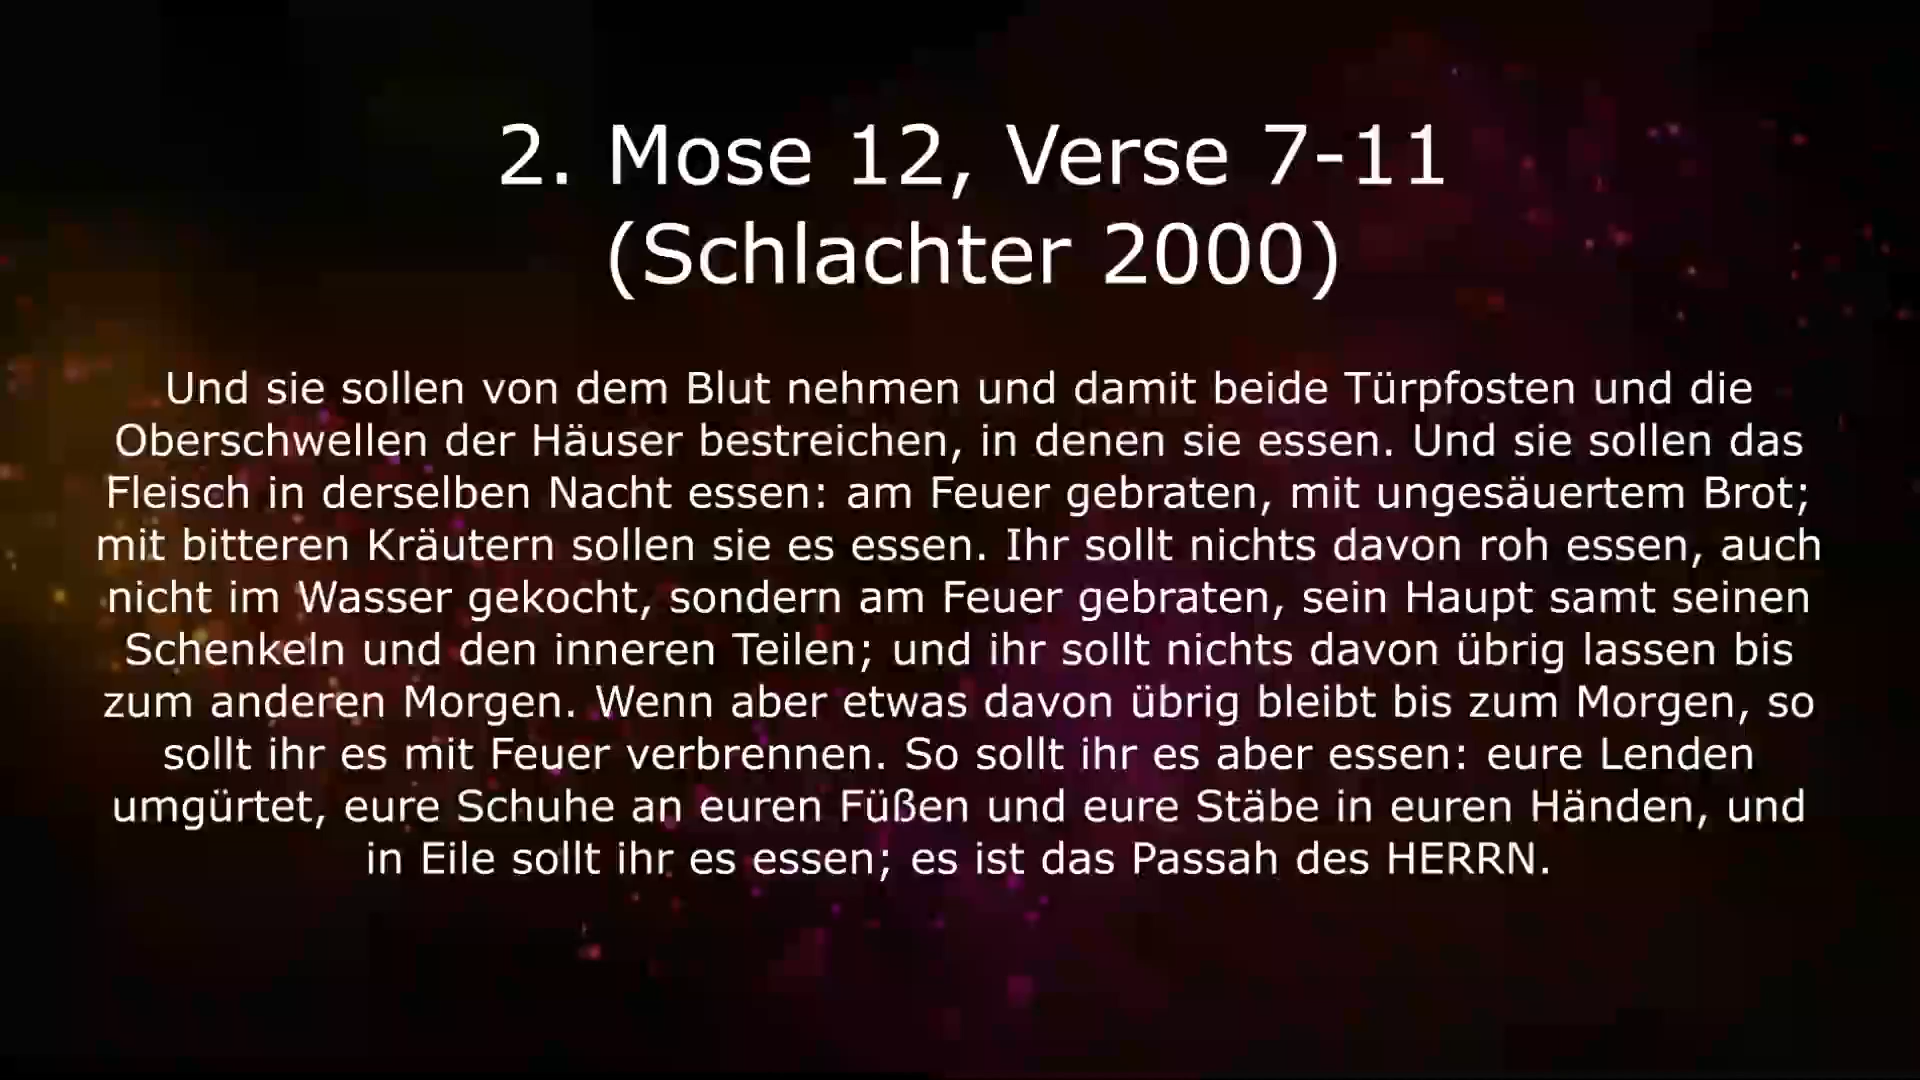 2. Mose 12, Verse 7-11
(Schlachter 2000)
Und sie sollen von dem Blut nehmen und damit beide Türpfosten und die
Oberschwellen der Häuser bestreichen, in denen sie essen. Und sie sollen das
Fleisch in derselben Nacht essen: am Feuer gebraten, mit ungesäuertem Brot;
mit bitteren Kräutern sollen sie es essen. Ihr sollt nichts davon roh essen, auch
nicht im Wasser gekocht, sondern am Feuer gebraten, sein Haupt samt seinen
Schenkeln und den inneren Teilen; und ihr sollt nichts davon übrig lassen bis
zum anderen Morgen. Wenn aber etwas davon übrig bleibt bis zum Morgen, so
sollt ihr es mit Feuer verbrennen. So sollt ihr es aber essen: eure Lenden
umgürtet, eure Schuhe an euren Füßen und eure Stäbe in euren Händen, und
in Eile sollt ihr es essen; es ist das Passah des HERRN.